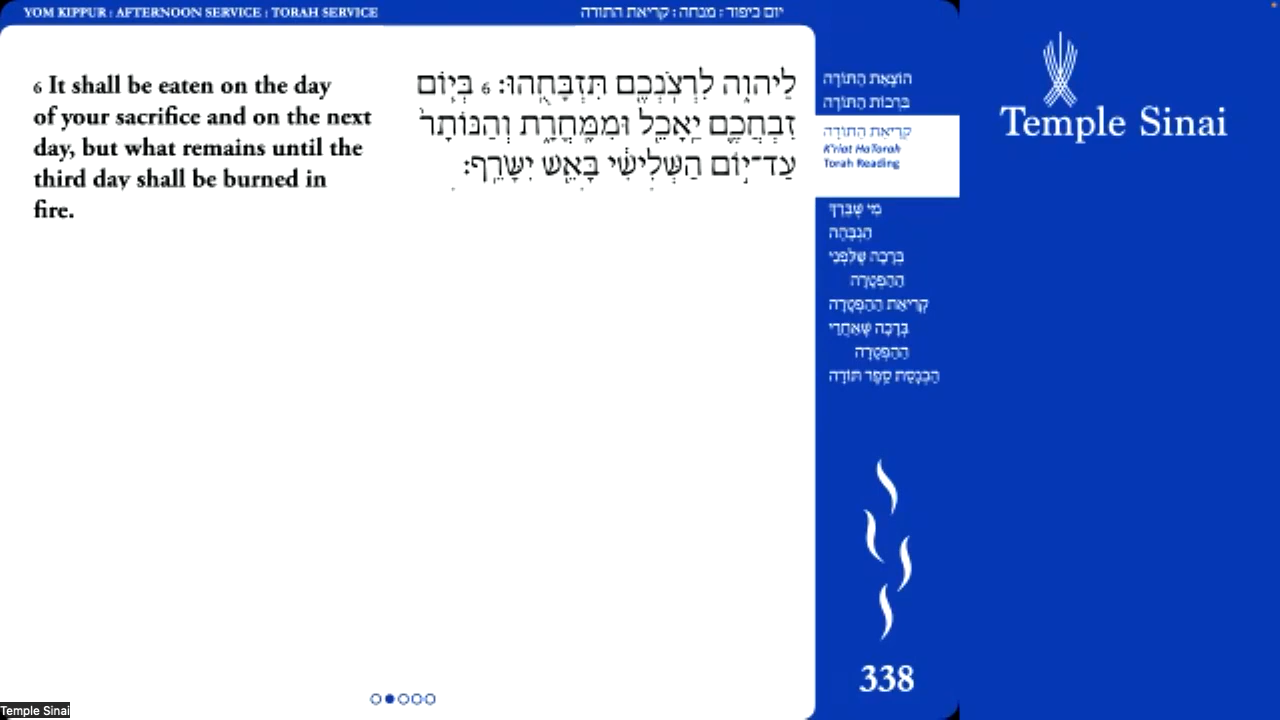 YOM KIPPUR : AFTERNOON SERVICE : TORAH SERVICE
יום כיפור : מנחה : קריאת התורה
6 It shall be eaten on the day
of your sacrifice and on the next
day, but what remains until the
third day shall be burned in
fire.
לַיהוָ֑ה לִֽרְצֹנְכֶ֖ם תִּזְבָּחֻֽהוּ׃ 6 בְּי֧וֹם
זִבְחֲכֶ֛ם יֵאָכֵ֖ל וּמִֽמׇּחֳרָ֑ת וְהַנּוֹתָר֙
עַד־י֣וֹם הַשְּׁלִישִׁ֔י בָּאֵ֖שׁ יִשָּׂרֵֽף׃
הוֹצָאַת הַתּוֹרָה
בִּרְכוֹת הַתּוֹרָה
קְרִיאַת הַתּוֹרָה
K'riat HaTorah
Torah Reading
מִי שֶׁבֵּרַךְ
הַגְבָּהָה
בְּרָכָה שֶׁלִּפְנֵי
הַהַפְטָרָה
קְרִיאַת הַהַפְטָרָה
בְּרָכָה שֶׁאַחֲרֵי
הַהַפְטָרָה
הַכְנָסַת סֵפֶר תּוֹרָה
338
Temple Sinai
Temple Sinai